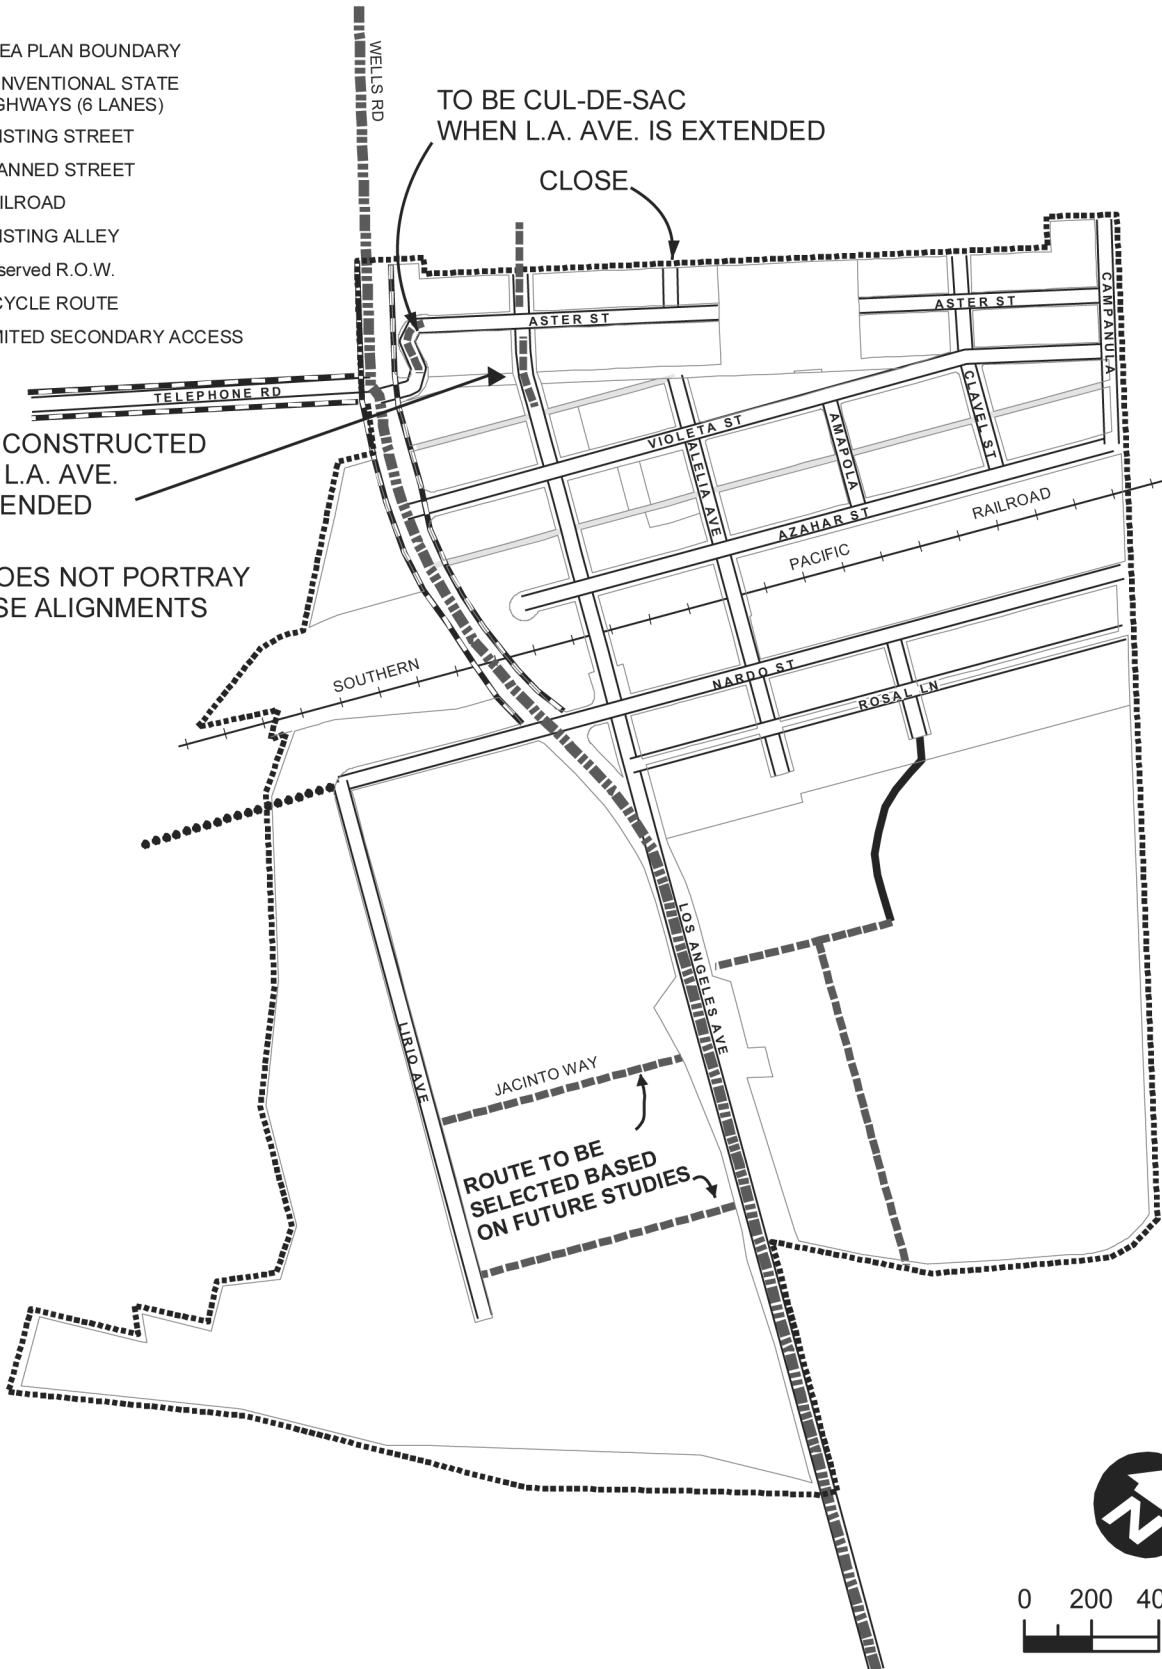 EA PLAN BOUNDARY
NVENTIONAL STATE
GHWAYS (6 LANES)
ISTING STREET
ANNED STREET
ILROAD
ISTING ALLEY
served R.O.W.
CYCLE ROUTE
MITED SECONDARY ACCESS
WELLS RD
TO BE CUL-DE-SAC
WHEN L.A. AVE. IS EXTENDED
CLOSE
ASTER ST
ASTER ST
CAMPANULA
TELEPHONE RD
CONSTRUCTED
L.A. AVE.
ENDED
VIOLETA ST
ALELIA AVE
AMAPOLA
CLAVEL ST
AZAHAR ST
RAILROAD
PACIFIC
OES NOT PORTRAY
SE ALIGNMENTS
SOUTHERN
NARDO ST
ROSAL LN
LOS ANGELES AVE
LIRIO AVE
JACINTO WAY
ROUTE TO BE
SELECTED BASED
ON FUTURE STUDIES
N
0 200 40